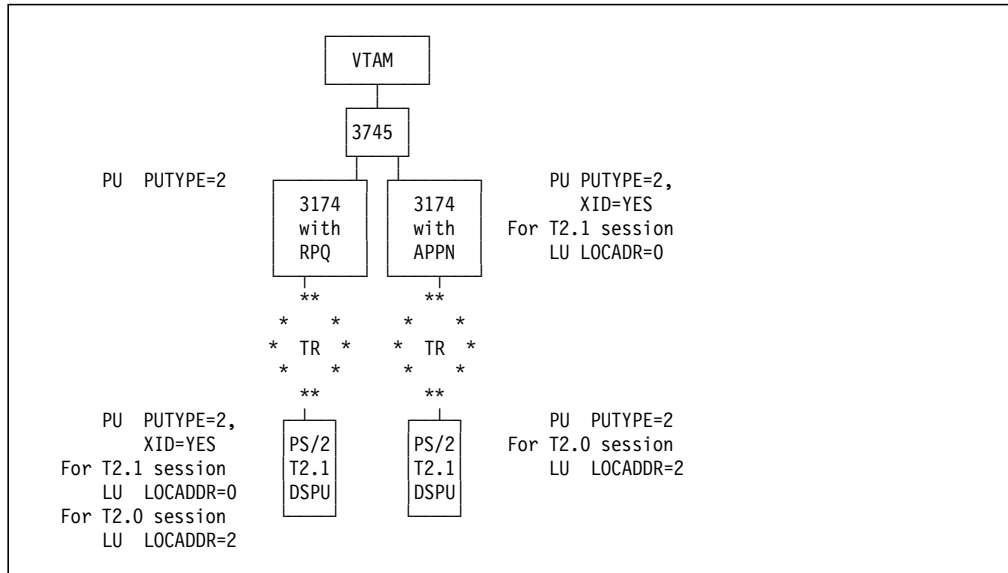 VTAM
3745
PU PUTYPE=2
3174
with
RPQ
3174
with
APPN
PU PUTYPE=2,
XID=YES
For T2.1 session
LU LOCADR=0
**
* *
* TR *
* *
**
**
* *
* TR *
* *
**
PU PUTYPE=2,
XID=YES
For T2.1 session
LU LOCADDR=0
For T2.0 session
LU LOCADDR=2
PS/2
T2.1
DSPU
PS/2
T2.1
DSPU
PU PUTYPE=2
For T2.0 session
LU LOCADDR=2